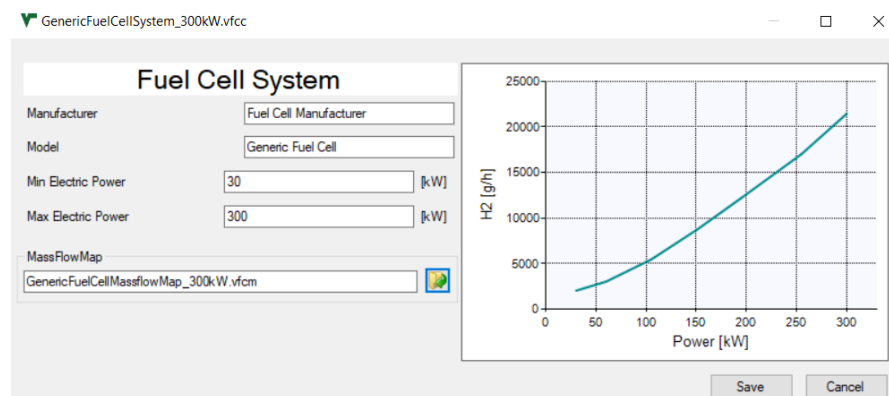 GenericFuelCellSystem_300kW.vfcc
Fuel Cell System
Manufacturer
Fuel Cell Manufacturer
Model
Generic Fuel Cell
Min Electric Power
30
[kW]
Max Electric Power
300
[kW]
MassFlowMap
GenericFuelCellMassflowMap_300kW.vfcm
25000
20000
15000
10000
5000
0
H2 [g/h]
0 50 100 150 200 250 300
Power [kW]
Save
Cancel